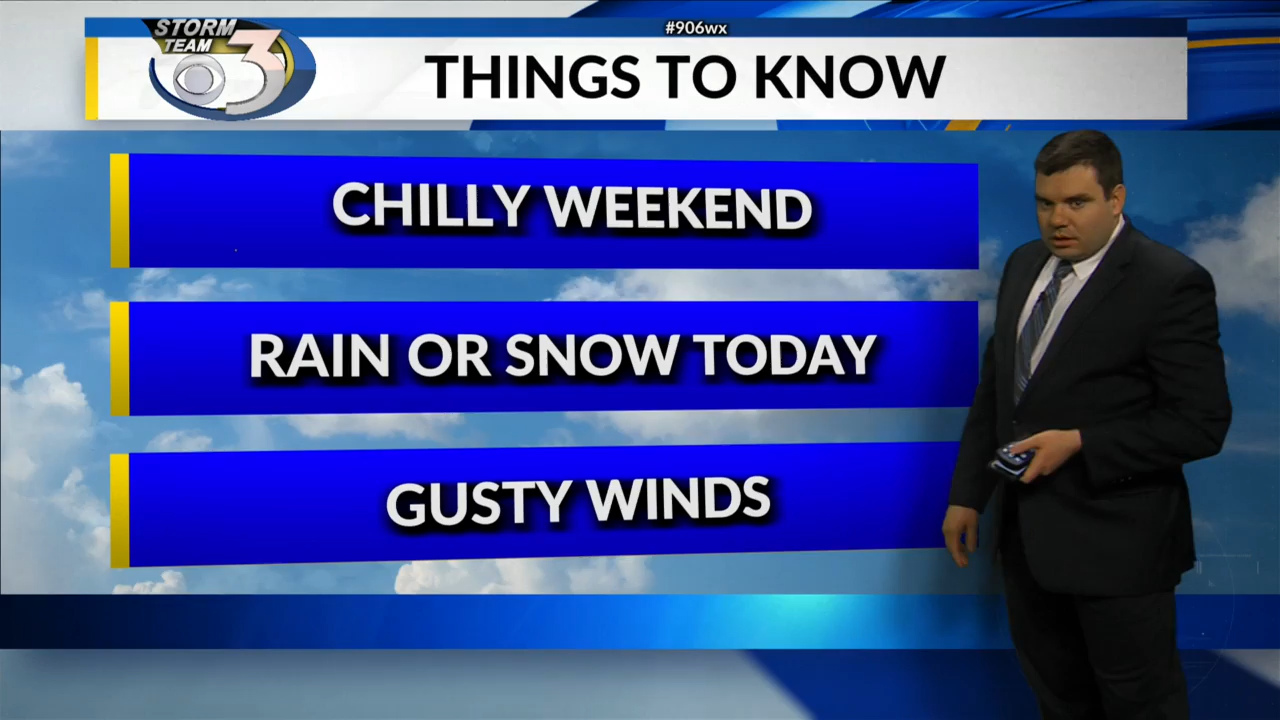 #906wx
STORM
TEAM
3
THINGS TO KNOW
CHILLY WEEKEND
RAIN OR SNOW TODAY
GUSTY WINDS